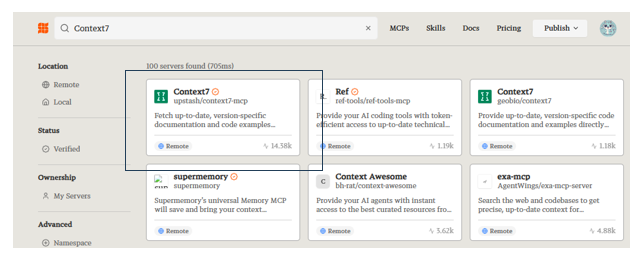 Context7
MCPs
Skills
Docs
Pricing
Publish
Location
Remote
Local
Status
Verified
Ownership
My Servers
Advanced
Namespace
100 servers found (705ms)
Context7
upstash/context7-mcp
Fetch up-to-date, version-specific
documentation and code examples...
Remote
14.58k
Ref
ref-tools/ref-tools-mcp
Provide your AI coding tools with token-
efficient access to up-to-date technical...
Remote
1.19k
Context7
geobio/context7
Provide up-to-date, version-specific code
documentation and examples directly...
Remote
1.18k
supermemory
supermemory
Supermemory's universal Memory MCP
will save and bring your context...
Remote
C
Context Awesome
bh-rat/context-awesome
Provide your AI agents with instant
access to the best curated resources fro...
Remote
5.62k
exa-mcp
AgentWings/exa-mcp-server
Search the web and codebases to get
precise, up-to-date context for...
Remote
4.88k